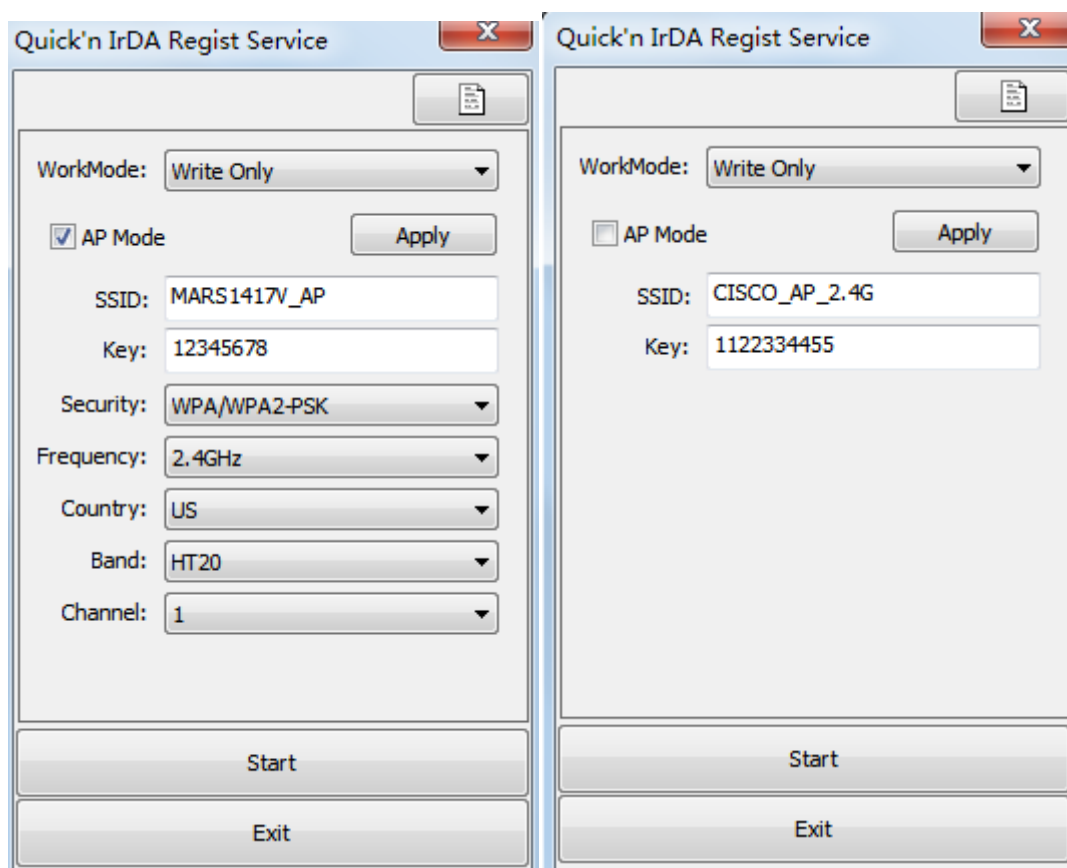 Quick'n IrDA Regist Service
WorkMode: Write Only
AP Mode Apply
SSID: MARS1417V_AP
Key: 12345678
Security: WPA/WPA2-PSK
Frequency: 2.4GHz
Country: US
Band: HT20
Channel: 1
Start
Exit
Quick'n IrDA Regist Service
WorkMode: Write Only
AP Mode Apply
SSID: CISCO_AP_2.4G
Key: 1122334455
Start
Exit